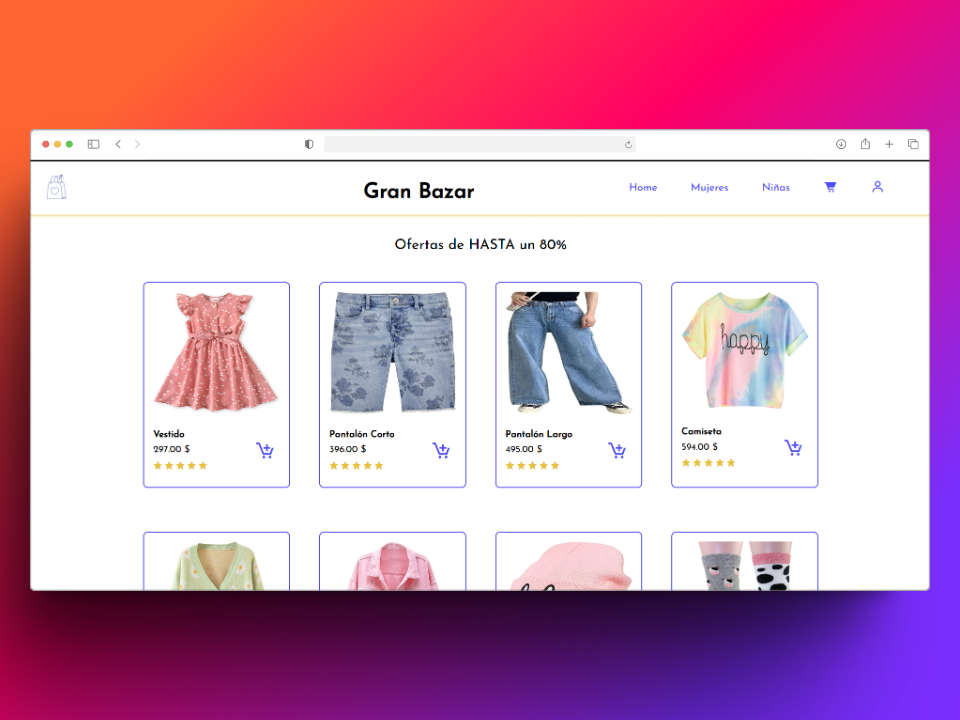 Gran Bazar
Home Mujeres Niñas
Ofertas de HASTA un 80%
happy
Vestido
297.00 $
Pantalón Corto
396.00 $
Pantalón Largo
495.00 $
Camiseta
594.00 $